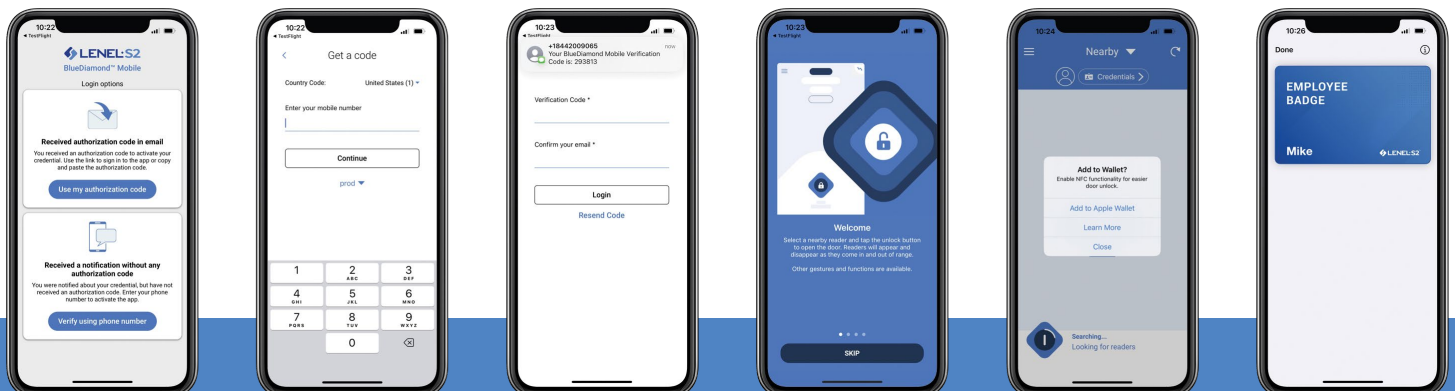 10:22
◀ TestFlight
LENEL:S2
BlueDiamond™ Mobile
Login options
Received authorization code in email
You received an authorization code to activate your
credential. Use the link to sign in to the app or copy
and paste the authorization code.
Use my authorization code
Received a notification without any
authorization code
You were notified about your credential, but have not
received an authorization code. Enter your phone
number to activate the app.
Verify using phone number
10:22
◀ TestFlight
Get a code
Country Code: United States (1)
Enter your mobile number
Continue
prod
1 2 3
ABC DEF
4 5 6
GHI JKL MNO
7 8 9
PQRS TUV WXYZ
0
10:23
◀ TestFlight
+18442009065 now
Your BlueDiamond Mobile Verification
Code is: 293813
Verification Code *
Confirm your email *
Login
Resend Code
10:23
◀ TestFlight
Welcome
Select a nearby reader and tap the unlock button
to open the door. Readers will appear and
disappear as they come in and out of range.
Other gestures and functions are available.
SKIP
10:24
Nearby
Credentials
Add to Wallet?
Enable NFC functionality for easier
door unlock.
Add to Apple Wallet
Learn More
Close
Searching...
Looking for readers
10:26
Done
EMPLOYEE
BADGE
Mike LENEL:S2